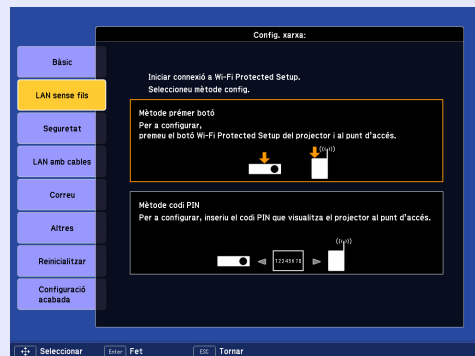 Config. xarxa:
Bàsic
LAN sense fils
Seguretat
LAN amb cables
Correu
Altres
Reinicialitzar
Configuració
acabada
Iniciar connexió a Wi-Fi Protected Setup.
Seleccioneu mètode config.
Mètode prémer botó
Per a configurar,
premeu el botó Wi-Fi Protected Setup del projector i al punt d'accés.
Mètode codi PIN
Per a configurar, inseriu el codi PIN que visualitza el projector al punt d'accés.
12345678
Seleccionar
Enter Fet
ESC Tornar